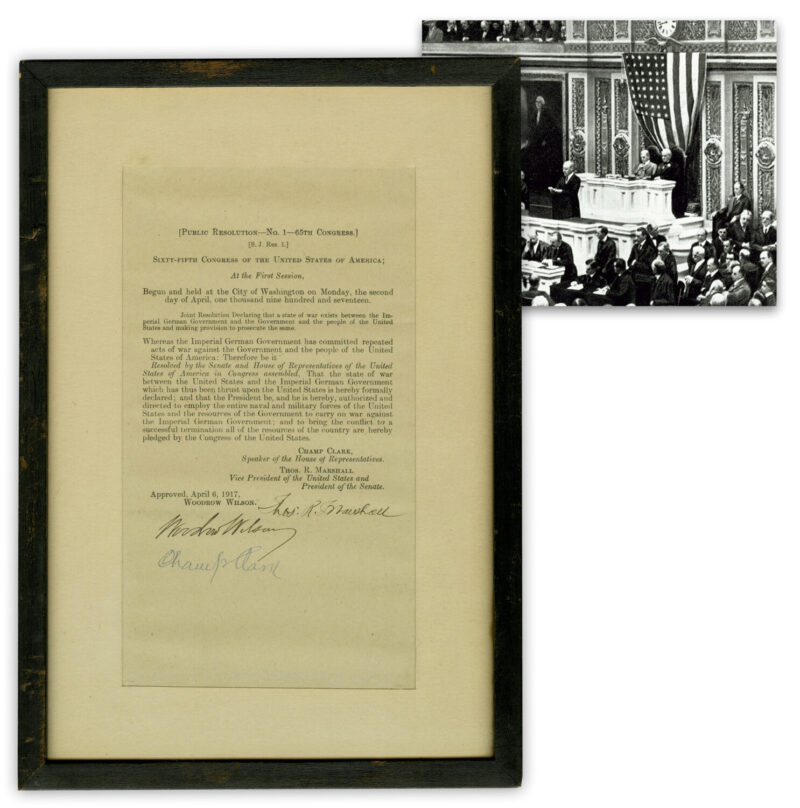 [Public Resolution—No. 1—65th Congress.]
[S. J. Res. 1.]
Sixty-fifth Congress of the United States of America;
At the First Session,
Begun and held at the City of Washington on Monday, the second
day of April, one thousand nine hundred and seventeen.
Joint Resolution Declaring that a state of war exists between the Im-
perial German Government and the Government and the people of the United
States and making provision to prosecute the same.
Whereas the Imperial German Government has committed repeated
acts of war against the Government and the people of the United
States of America: Therefore be it
Resolved by the Senate and House of Representatives of the United
States of America in Congress assembled, That the state of war
between the United States and the Imperial German Government
which has thus been thrust upon the United States is hereby formally
declared; and that the President be, and he is hereby, authorized and
directed to employ the entire naval and military forces of the United
States and the resources of the Government to carry on war against
the Imperial German Government; and to bring the conflict to a
successful termination all of the resources of the country are hereby
pledged by the Congress of the United States.
Champ Clark,
Speaker of the House of Representatives.
Thos. R. Marshall
Vice President of the United States and
President of the Senate.
Approved, April 6, 1917,
Woodrow Wilson.
Thos. R. Marshall
Woodrow Wilson
Champ Clark